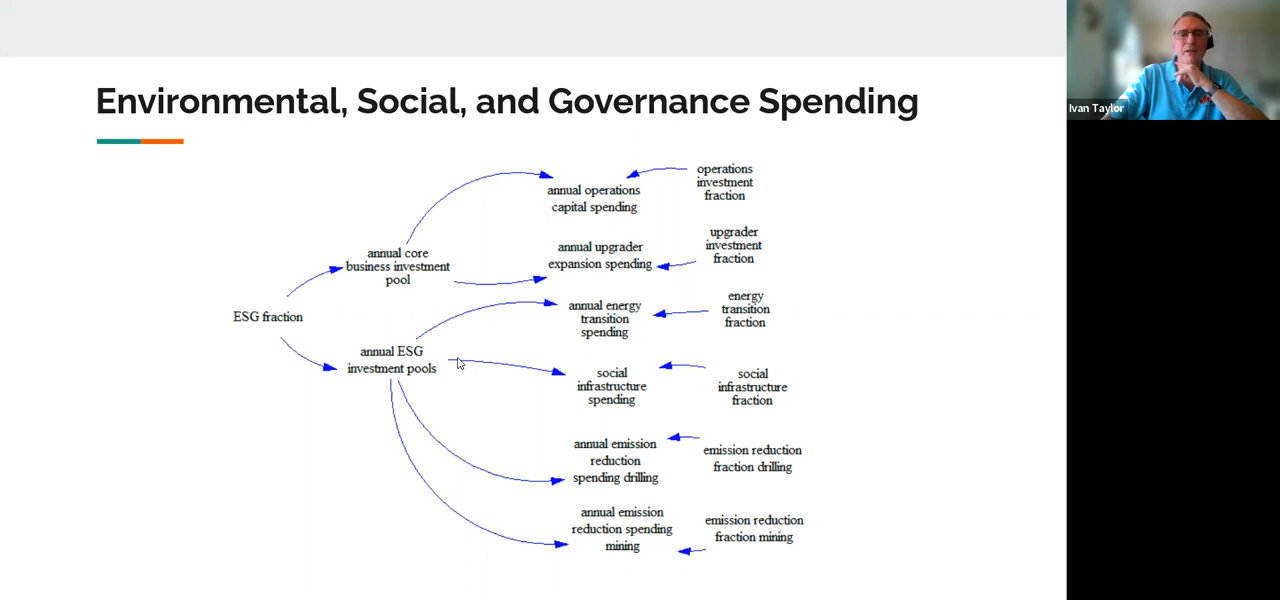 Environmental, Social, and Governance Spending
Ivan Taylor
operations
investment
fraction
annual operations
capital spending
upgrader
investment
fraction
annual upgrader
expansion spending
annual core
business investment
pool
energy
transition
fraction
annual energy
transition
spending
ESG fraction
annual ESG
investment pools
social
infrastructure
spending
social
infrastructure
fraction
annual emission
reduction
spending drilling
emission reduction
fraction drilling
annual emission
reduction spending
mining
emission reduction
fraction mining